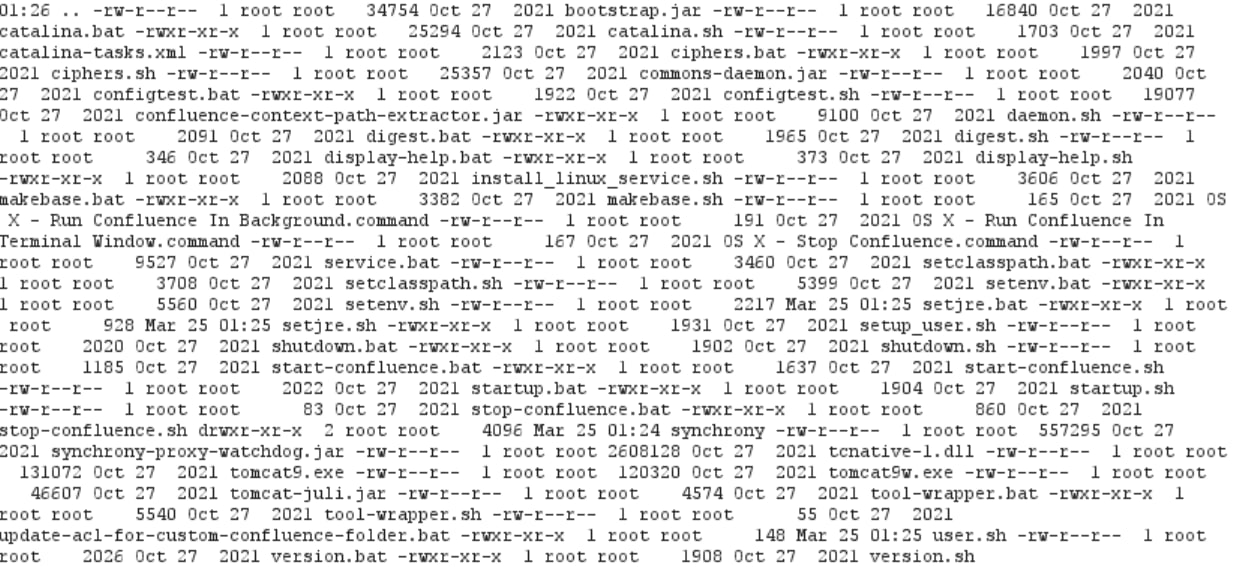 01:26 .. -rw-r--r-- 1 root root 34754 Oct 27 2021 bootstrap.jar -rw-r--r-- 1 root root 16840 Oct 27 2021
catalina.bat -rwxr-xr-x 1 root root 25294 Oct 27 2021 catalina.sh -rw-r--r-- 1 root root 1703 Oct 27 2021
catalina-tasks.xml -rw-r--r-- 1 root root 2123 Oct 27 2021 ciphers.bat -rwxr-xr-x 1 root root 1997 Oct 27
2021 ciphers.sh -rw-r--r-- 1 root root 25357 Oct 27 2021 commons-daemon.jar -rw-r--r-- 1 root root 2040 Oct
27 2021 configtest.bat -rwxr-xr-x 1 root root 1922 Oct 27 2021 configtest.sh -rw-r--r-- 1 root root 19077
Oct 27 2021 confluence-context-path-extractor.jar -rwxr-xr-x 1 root root 9100 Oct 27 2021 daemon.sh -rw-r--r--
1 root root 2091 Oct 27 2021 digest.bat -rwxr-xr-x 1 root root 1965 Oct 27 2021 digest.sh -rw-r--r-- 1
root root 346 Oct 27 2021 display-help.bat -rwxr-xr-x 1 root root 373 Oct 27 2021 display-help.sh
-rwxr-xr-x 1 root root 2088 Oct 27 2021 install_linux_service.sh -rw-r--r-- 1 root root 3606 Oct 27 2021
makebase.bat -rwxr-xr-x 1 root root 3382 Oct 27 2021 makebase.sh -rw-r--r-- 1 root root 165 Oct 27 2021 OS
X - Run Confluence In Background.command -rw-r--r-- 1 root root 191 Oct 27 2021 OS X - Run Confluence In
Terminal Window.command -rw-r--r-- 1 root root 167 Oct 27 2021 OS X - Stop Confluence.command -rw-r--r-- 1
root root 9527 Oct 27 2021 service.bat -rw-r--r-- 1 root root 3460 Oct 27 2021 setclasspath.bat -rwxr-xr-x
1 root root 3708 Oct 27 2021 setclasspath.sh -rw-r--r-- 1 root root 5399 Oct 27 2021 setenv.bat -rwxr-xr-x
1 root root 5560 Oct 27 2021 setenv.sh -rw-r--r-- 1 root root 2217 Mar 25 01:25 setjre.bat -rwxr-xr-x 1 root
root 928 Mar 25 01:25 setjre.sh -rwxr-xr-x 1 root root 1931 Oct 27 2021 setup_user.sh -rw-r--r-- 1 root
root 2020 Oct 27 2021 shutdown.bat -rwxr-xr-x 1 root root 1902 Oct 27 2021 shutdown.sh -rw-r--r-- 1 root
root 1185 Oct 27 2021 start-confluence.bat -rwxr-xr-x 1 root root 1637 Oct 27 2021 start-confluence.sh
-rw-r--r-- 1 root root 2022 Oct 27 2021 startup.bat -rwxr-xr-x 1 root root 1904 Oct 27 2021 startup.sh
-rw-r--r-- 1 root root 83 Oct 27 2021 stop-confluence.bat -rwxr-xr-x 1 root root 860 Oct 27 2021
stop-confluence.sh drwxr-xr-x 2 root root 4096 Mar 25 01:24 synchrony -rw-r--r-- 1 root root 557295 Oct 27
2021 synchrony-proxy-watchdog.jar -rw-r--r-- 1 root root 2608128 Oct 27 2021 tcnative-1.dll -rw-r--r-- 1 root root
131072 Oct 27 2021 tomcat9.exe -rw-r--r-- 1 root root 120320 Oct 27 2021 tomcat9w.exe -rw-r--r-- 1 root root
46607 Oct 27 2021 tomcat-juli.jar -rw-r--r-- 1 root root 4574 Oct 27 2021 tool-wrapper.bat -rwxr-xr-x 1
root root 5540 Oct 27 2021 tool-wrapper.sh -rw-r--r-- 1 root root 55 Oct 27 2021
update-acl-for-custom-confluence-folder.bat -rwxr-xr-x 1 root root 148 Mar 25 01:25 user.sh -rw-r--r-- 1 root
root 2026 Oct 27 2021 version.bat -rwxr-xr-x 1 root root 1908 Oct 27 2021 version.sh